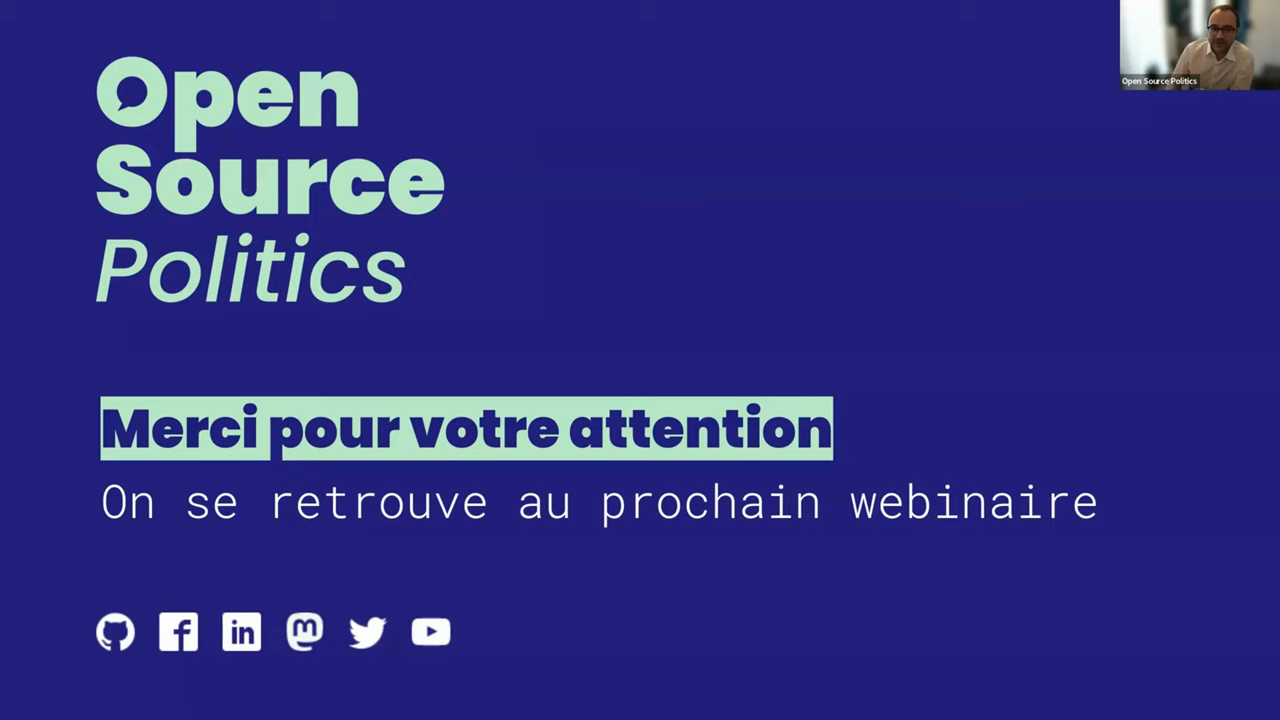 Open
Source
Politics
Open Source Politics
Merci pour votre attention
On se retrouve au prochain webinaire